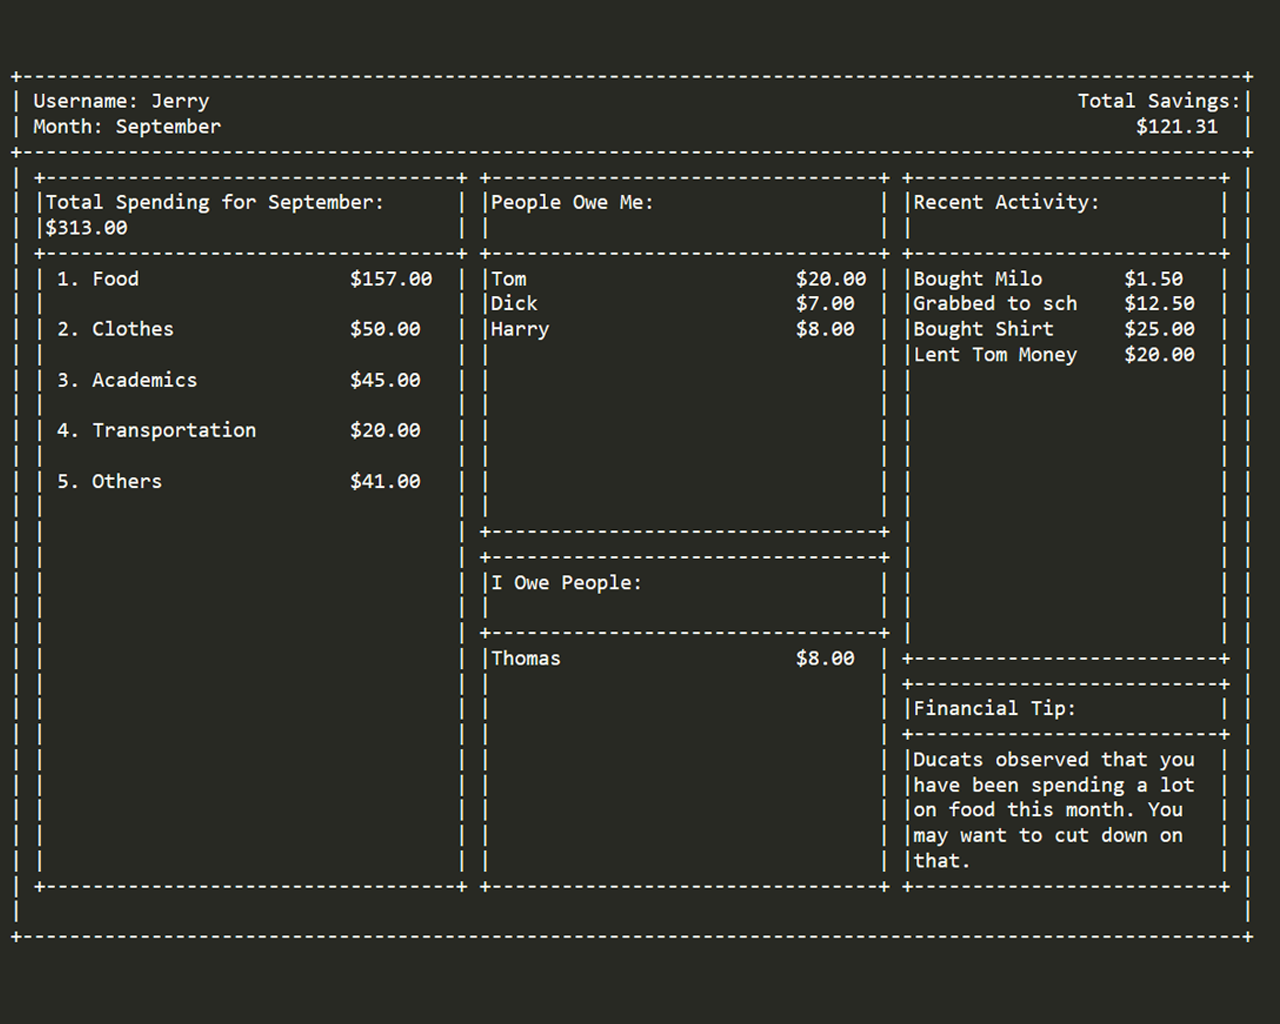 Username: Jerry
Total Savings:
Month: September
$121.31
Total Spending for September:
$313.00
1. Food $157.00
2. Clothes $50.00
3. Academics $45.00
4. Transportation $20.00
5. Others $41.00
People Owe Me:
Tom $20.00
Dick $7.00
Harry $8.00
I Owe People:
Thomas $8.00
Recent Activity:
Bought Milo $1.50
Grabbed to sch $12.50
Bought Shirt $25.00
Lent Tom Money $20.00
Financial Tip:
Ducats observed that you
have been spending a lot
on food this month. You
may want to cut down on
that.